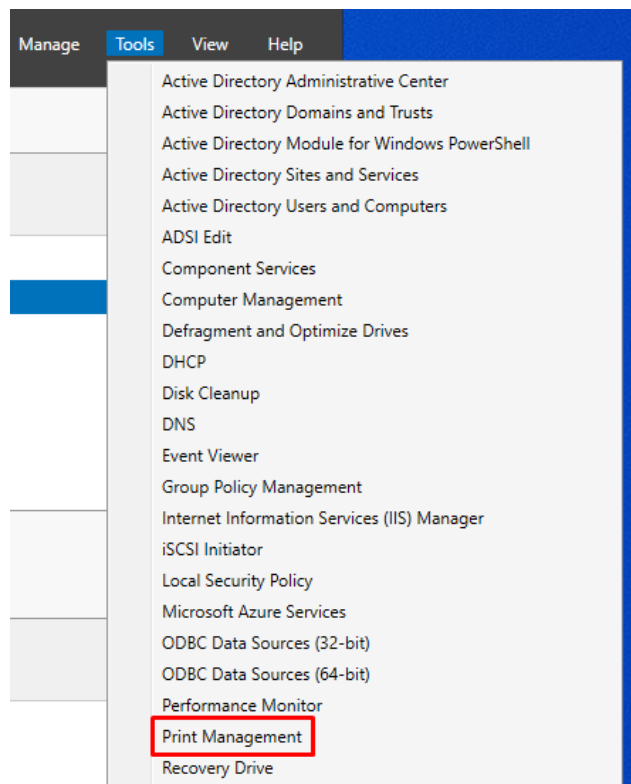 Manage Tools View Help
Active Directory Administrative Center
Active Directory Domains and Trusts
Active Directory Module for Windows PowerShell
Active Directory Sites and Services
Active Directory Users and Computers
ADSI Edit
Component Services
Computer Management
Defragment and Optimize Drives
DHCP
Disk Cleanup
DNS
Event Viewer
Group Policy Management
Internet Information Services (IIS) Manager
iSCSI Initiator
Local Security Policy
Microsoft Azure Services
ODBC Data Sources (32-bit)
ODBC Data Sources (64-bit)
Performance Monitor
Print Management
Recovery Drive